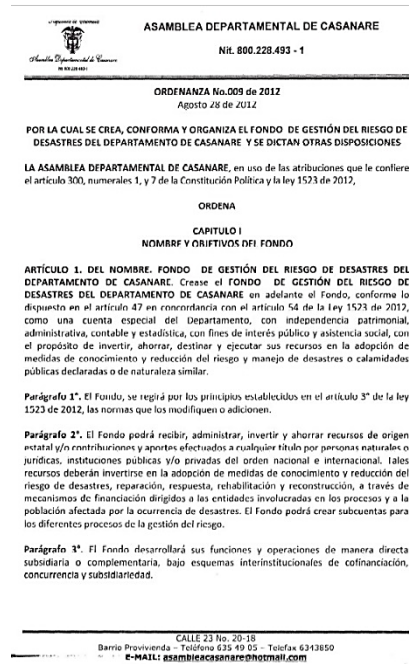 ASAMBLEA DEPARTAMENTAL DE CASANARE
Nit. 800.228.493 - 1
Asamblea Departamental de Casanare
ORDENANZA No.009 de 2012
Agosto 28 de 2012
POR LA CUAL SE CREA, CONFORMA Y ORGANIZA EL FONDO DE GESTIÓN DEL RIESGO DE
DESASTRES DEL DEPARTAMENTO DE CASANARE Y SE DICTAN OTRAS DISPOSICIONES
LA ASAMBLEA DEPARTAMENTAL DE CASANARE, en uso de las atribuciones que le confiere
el artículo 300, numerales 1, y 7 de la Constitución Política y la ley 1523 de 2012,
ORDENA
CAPITULO I
NOMBRE Y OBJETIVOS DEL FONDO
ARTÍCULO 1. DEL NOMBRE. FONDO DE GESTIÓN DEL RIESGO DE DESASTRES DEL
DEPARTAMENTO DE CASANARE. Crease el FONDO DE GESTIÓN DEL RIESGO DE
DESASTRES DEL DEPARTAMENTO DE CASANARE en adelante el Fondo, conforme lo
dispuesto en el artículo 47 en concordancia con el artículo 54 de la Ley 1523 de 2012,
como una cuenta especial del Departamento, con independencia patrimonial,
administrativa, contable y estadística, con fines de interés público y asistencia social, con
el propósito de invertir, ahorrar, destinar y ejecutar sus recursos en la adopción de
medidas de conocimiento y reducción del riesgo y manejo de desastres o calamidades
públicas declaradas o de naturaleza similar.
Parágrafo 1°. El Fondo, se regirá por los principios establecidos en el artículo 3° de la ley
1523 de 2012, las normas que los modifiquen o adicionen.
Parágrafo 2°. El Fondo podrá recibir, administrar, invertir y ahorrar recursos de origen
estatal y/o contribuciones y aportes efectuados a cualquier título por personas naturales o
jurídicas, instituciones públicas y/o privadas del orden nacional e internacional. Tales
recursos deberán invertirse en la adopción de medidas de conocimiento y reducción del
riesgo de desastres, reparación, respuesta, rehabilitación y reconstrucción, a través de
mecanismos de financiación dirigidos a las entidades involucradas en los procesos y a la
población afectada por la ocurrencia de desastres. El Fondo podrá crear subcuentas para
los diferentes procesos de la gestión del riesgo.
Parágrafo 3°. El Fondo desarrollará sus funciones y operaciones de manera directa
subsidiaria o complementaria, bajo esquemas interinstitucionales de cofinanciación,
concurrencia y subsidiariedad.
CALLE 23 No. 20-18
Barrio Provivienda – Teléfono 635 49 05 – Telefax 6343850
E-MAIL: asambleacasanare@hotmail.com